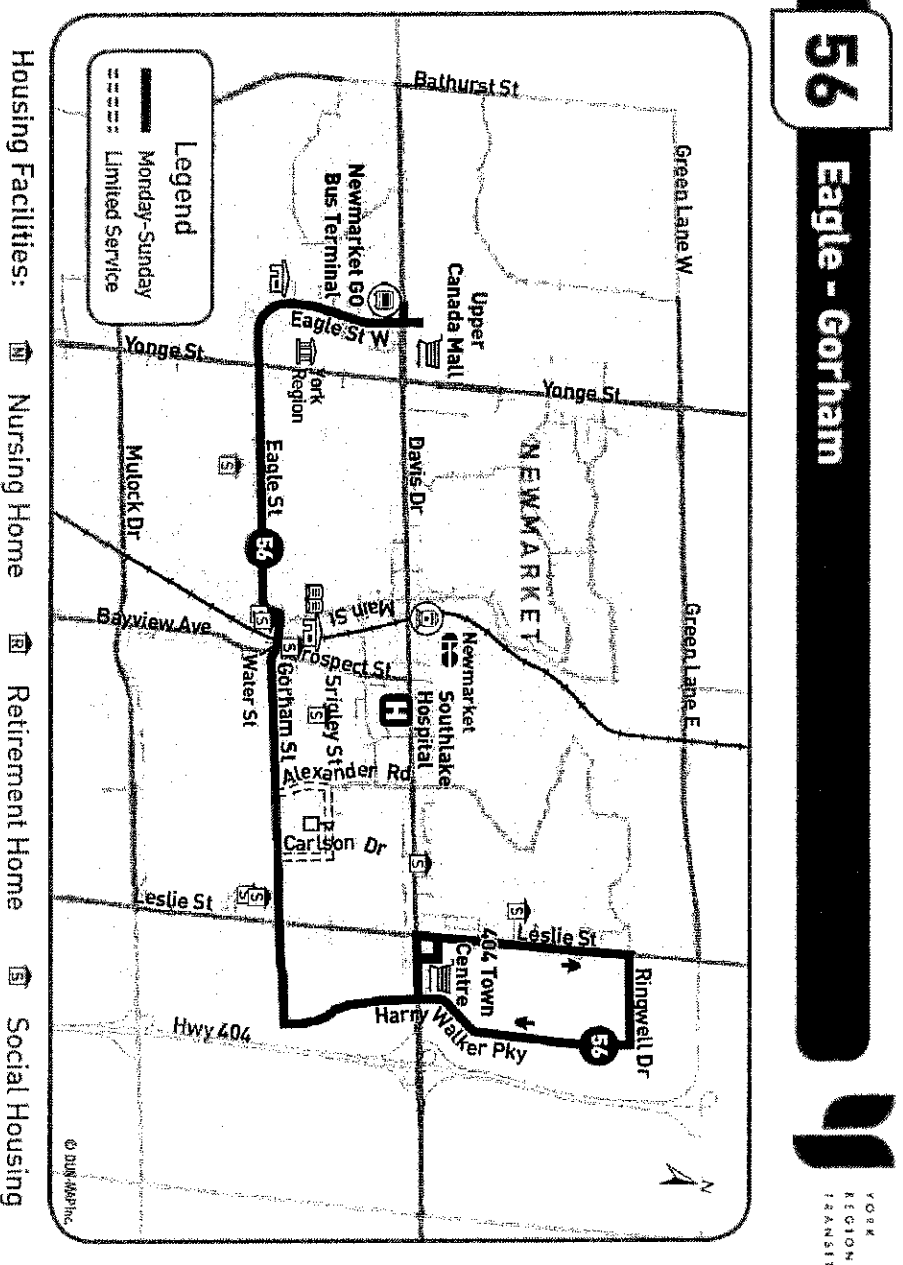 56
Eagle - Gorham
YORK
REGION
TRANSIT
Bathurst St
Green Lane W
Upper
Canada Mall
Newmarket GO
Bus Terminal
Eagle St W
York
Region
Yonge St
Yonge St
NEWMARKET
Davis Dr
Eagle St
56
Mulock Dr
S
Green Lane E
Newmarket
GO
Main St
Southlake
Hospital
H
Bayview Ave
Water St
S
S
Prospect St
Gorham St
Srigley St
S
Alexander Rd
Carlson Dr
S
S
S
S
Leslie St
Leslie St
404 Town
Centre
Ringwell Dr
56
Harry Walker Pky
Hwy 404
N
Legend
Monday-Sunday
Limited Service
© DUN-MAP Inc.
Housing Facilities: N Nursing Home R Retirement Home S Social Housing